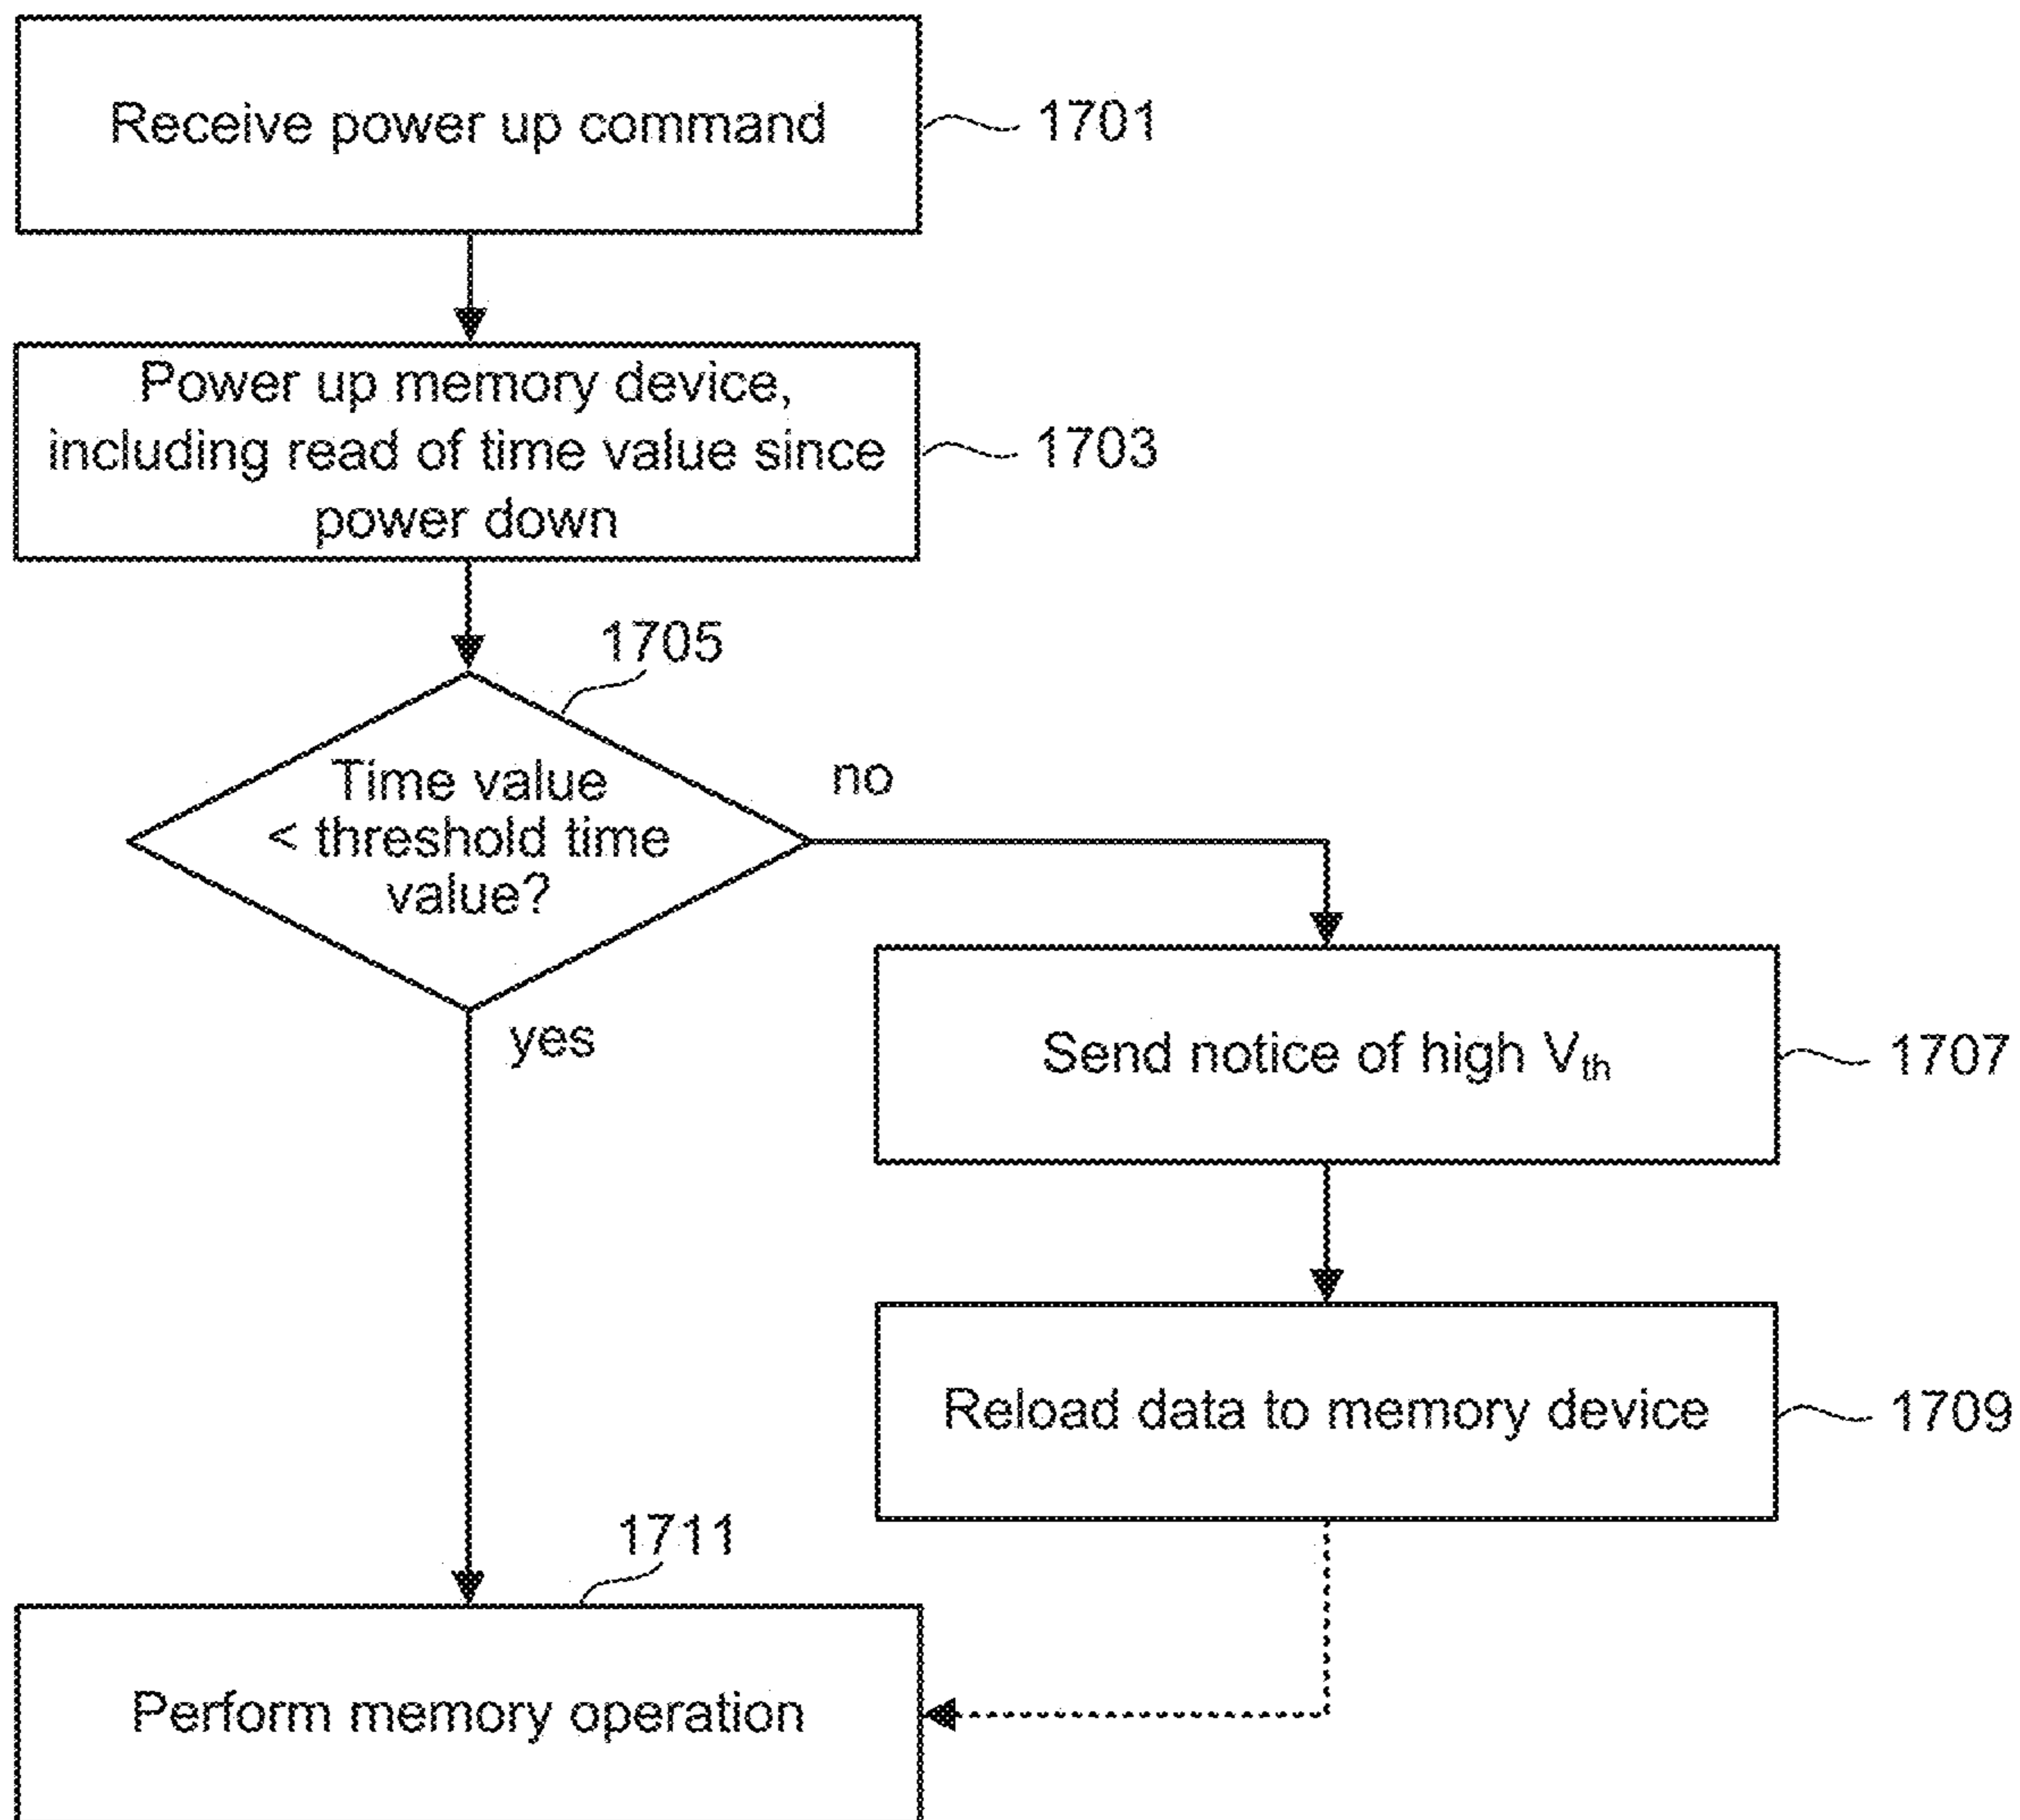 Receive power up command
1701
Power up memory device,
including read of time value since
power down
1703
1705
Time value
< threshold time
value?
no
yes
Send notice of high Vth
1707
Reload data to memory device
1709
1711
Perform memory operation